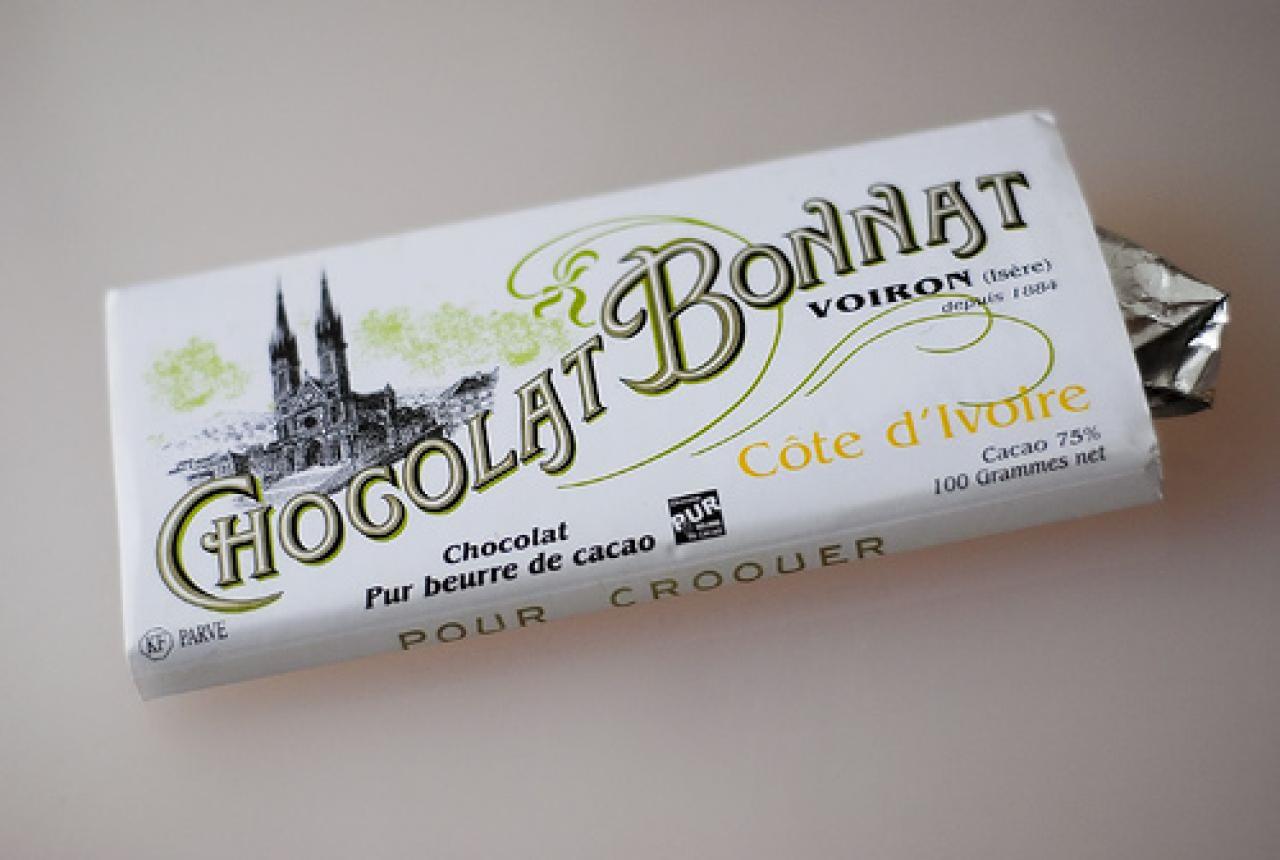 CHOCOLAT BONNAT
VOIRON (Isère)
depuis 1884
Côte d'Ivoire
Cacao 75%
100 Grammes net
Chocolat
Pur beurre de cacao
PUR
KF PARVE
POUR CROQUER